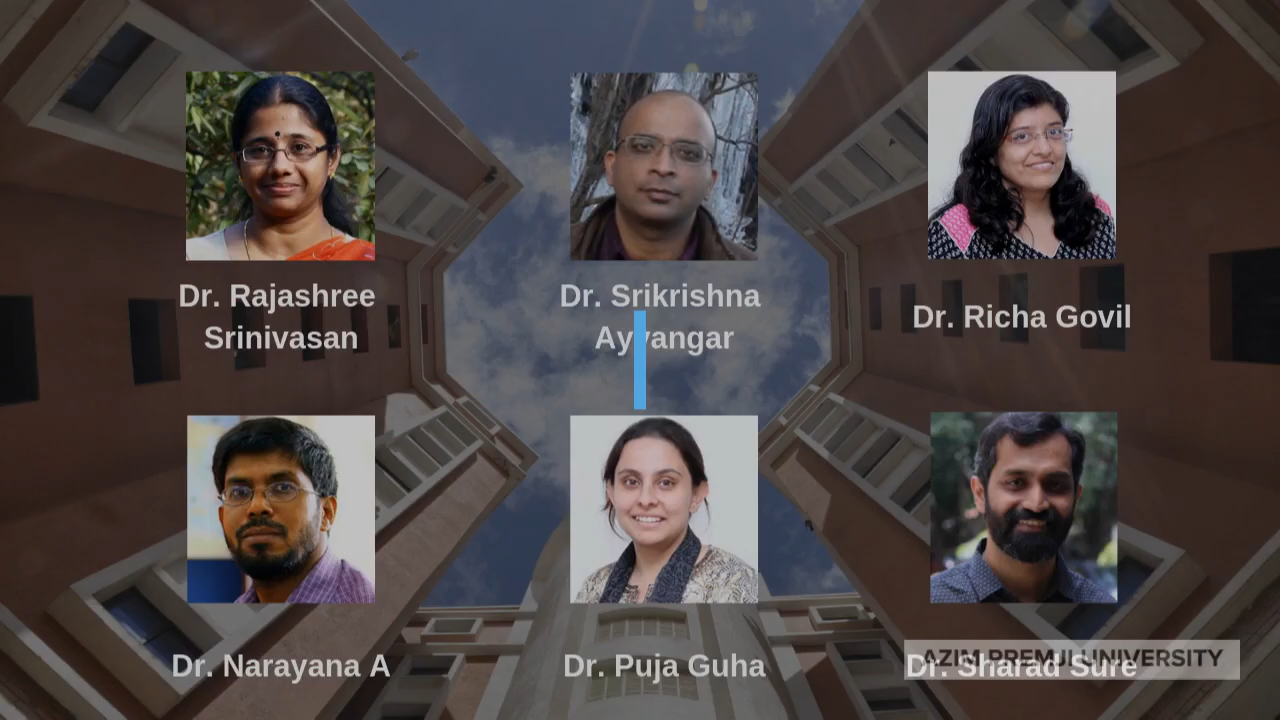 Dr. Rajashree
Srinivasan
Dr. Srikrishna
Ayyangar
Dr. Richa Govil
Dr. Narayana A
Dr. Puja Guha
Dr. Sharad Sure
AZIM PREMJI UNIVERSITY